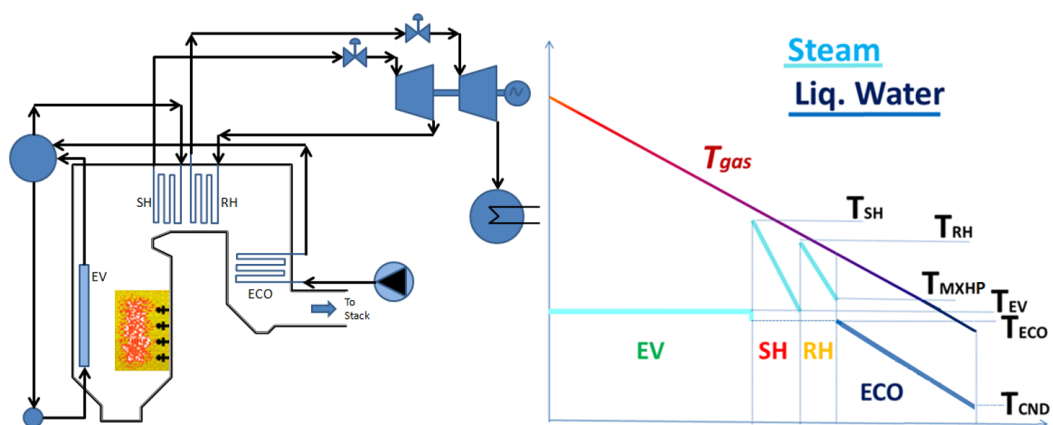 SH
RH
EV
ECO
To
Stack
Steam
Liq. Water
Tgas
TSH
TRH
TMXHP
TEV
TECO
EV
SH
RH
ECO
TCND